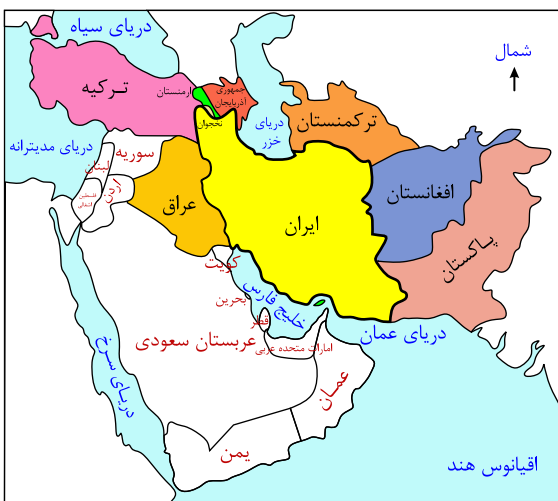 دریای سیاه
شمال
ترکیه
ارمنستان
جمهوری
آذربایجان
نخجوان
دریای
خزر
ترکمنستان
دریای مدیترانه
سوریه
لبنان
اردن
فلسطین
اشغالی
عراق
ایران
افغانستان
پاکستان
کویت
خلیج فارس
بحرین
قطر
عربستان سعودی
امارات متحده عربی
دریای عمان
دریای سرخ
عمان
یمن
اقیانوس هند